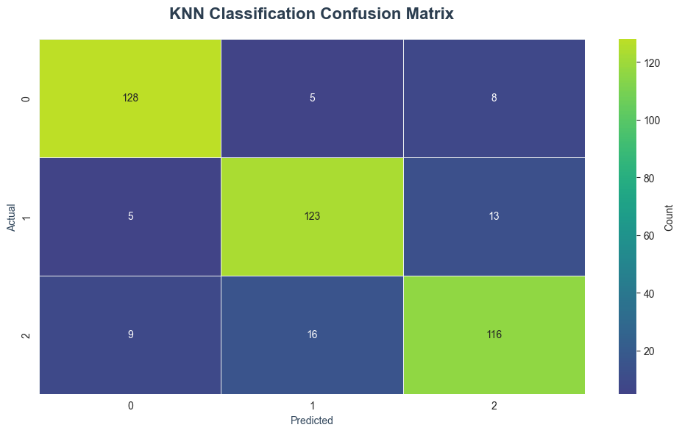 KNN Classification Confusion Matrix
0 128 5 8
1 5 123 13
2 9 16 116
0 1 2
Predicted
Actual
120
100
80
60
40
20
Count